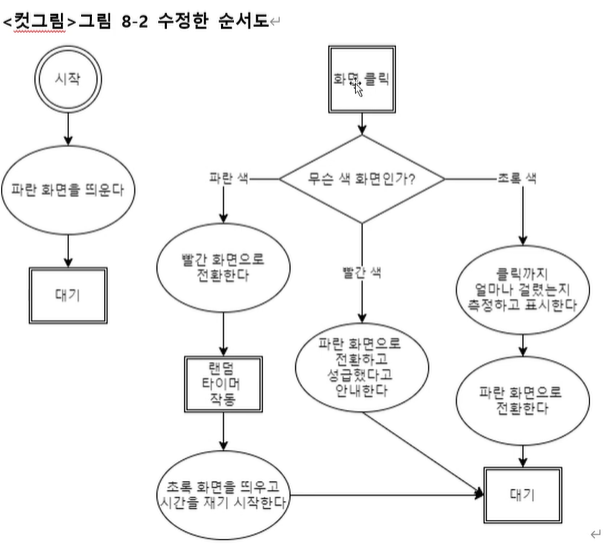 <컷그림>그림 8-2 수정한 순서도
시작
파란 화면을 띄운다
대기
화면 클릭
무슨 색 화면인가?
파란 색
빨간 색
초록 색
빨간 화면으로
전환한다
랜덤
타이머
작동
초록 화면을 띄우고
시간을 재기 시작한다
파란 화면으로
전환하고
성급했다고
안내한다
클릭까지
얼마나 걸렸는지
측정하고 표시한다
파란 화면으로
전환한다
대기